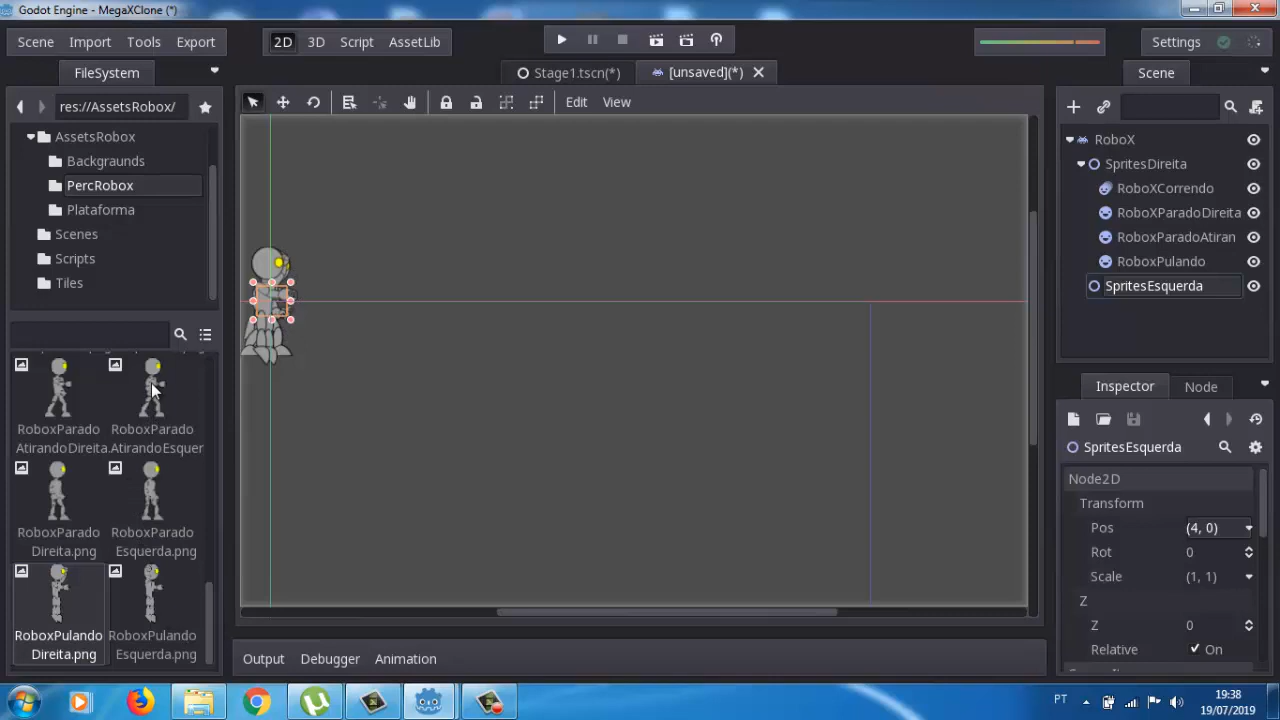 Godot Engine - MegaXClone (*)
Scene Import Tools Export
2D 3D Script AssetLib
Settings
FileSystem
Stage1.tscn(*)
[unsaved](*)
Scene
res://AssetsRobox/
Edit View
AssetsRobox
Backgraunds
PercRobox
Plataforma
Scenes
Scripts
Tiles
RoboX
SpritesDireita
RoboXCorrendo
RoboXParadoDireita
RoboxParadoAtiran
RoboxPulando
SpritesEsquerda
RoboxParado
AtirandoDireita.
RoboxParado
AtirandoEsquer
RoboxParado
Direita.png
RoboxParado
Esquerda.png
RoboxPulando
Direita.png
RoboxPulando
Esquerda.png
Inspector Node
SpritesEsquerda
Node2D
Transform
Pos (4, 0)
Rot 0
Scale (1, 1)
Z
Z 0
Relative On
Output Debugger Animation
PT
19:38
19/07/2019